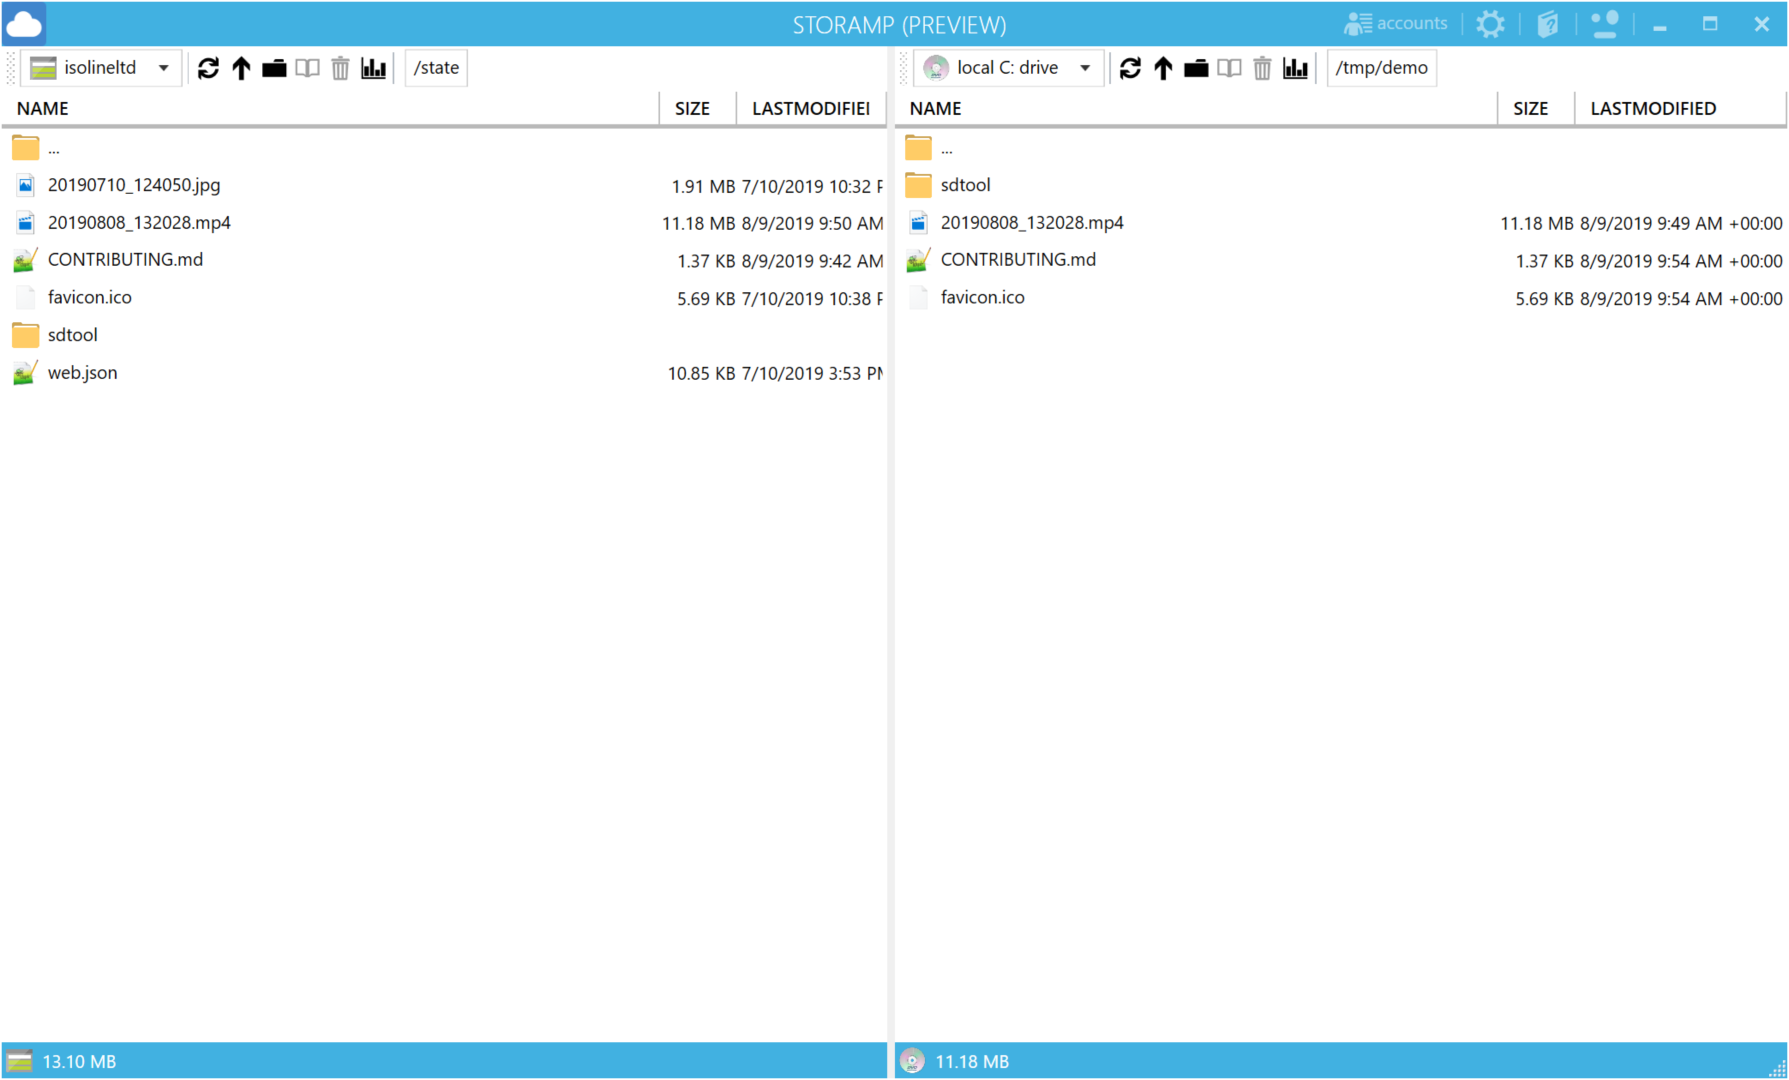 STORAMP (PREVIEW)
accounts
isolineltd
/state
local C: drive
/tmp/demo
NAME SIZE LASTMODIFIEI
...
20190710_124050.jpg 1.91 MB 7/10/2019 10:32 P
20190808_132028.mp4 11.18 MB 8/9/2019 9:50 AM
CONTRIBUTING.md 1.37 KB 8/9/2019 9:42 AM
favicon.ico 5.69 KB 7/10/2019 10:38 P
sdtool
web.json 10.85 KB 7/10/2019 3:53 PM
13.10 MB
NAME SIZE LASTMODIFIED
...
sdtool
20190808_132028.mp4 11.18 MB 8/9/2019 9:49 AM +00:00
CONTRIBUTING.md 1.37 KB 8/9/2019 9:54 AM +00:00
favicon.ico 5.69 KB 8/9/2019 9:54 AM +00:00
11.18 MB